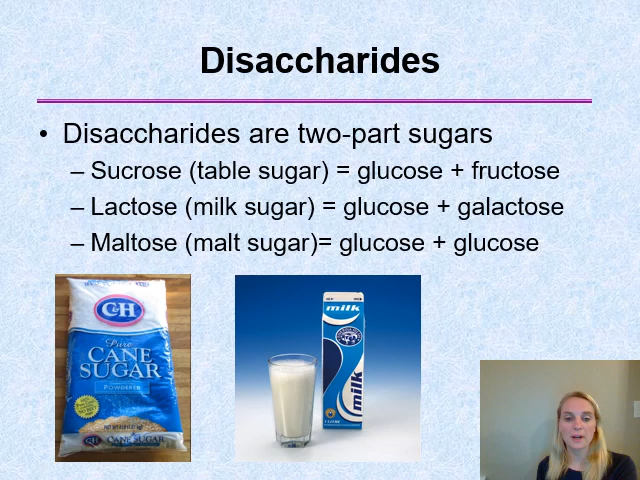 Disaccharides
• Disaccharides are two-part sugars
– Sucrose (table sugar) = glucose + fructose
– Lactose (milk sugar) = glucose + galactose
– Maltose (malt sugar)= glucose + glucose
C&H
Pure
CANE
SUGAR
POWDERED
C&H CANE SUGAR
milk
milk